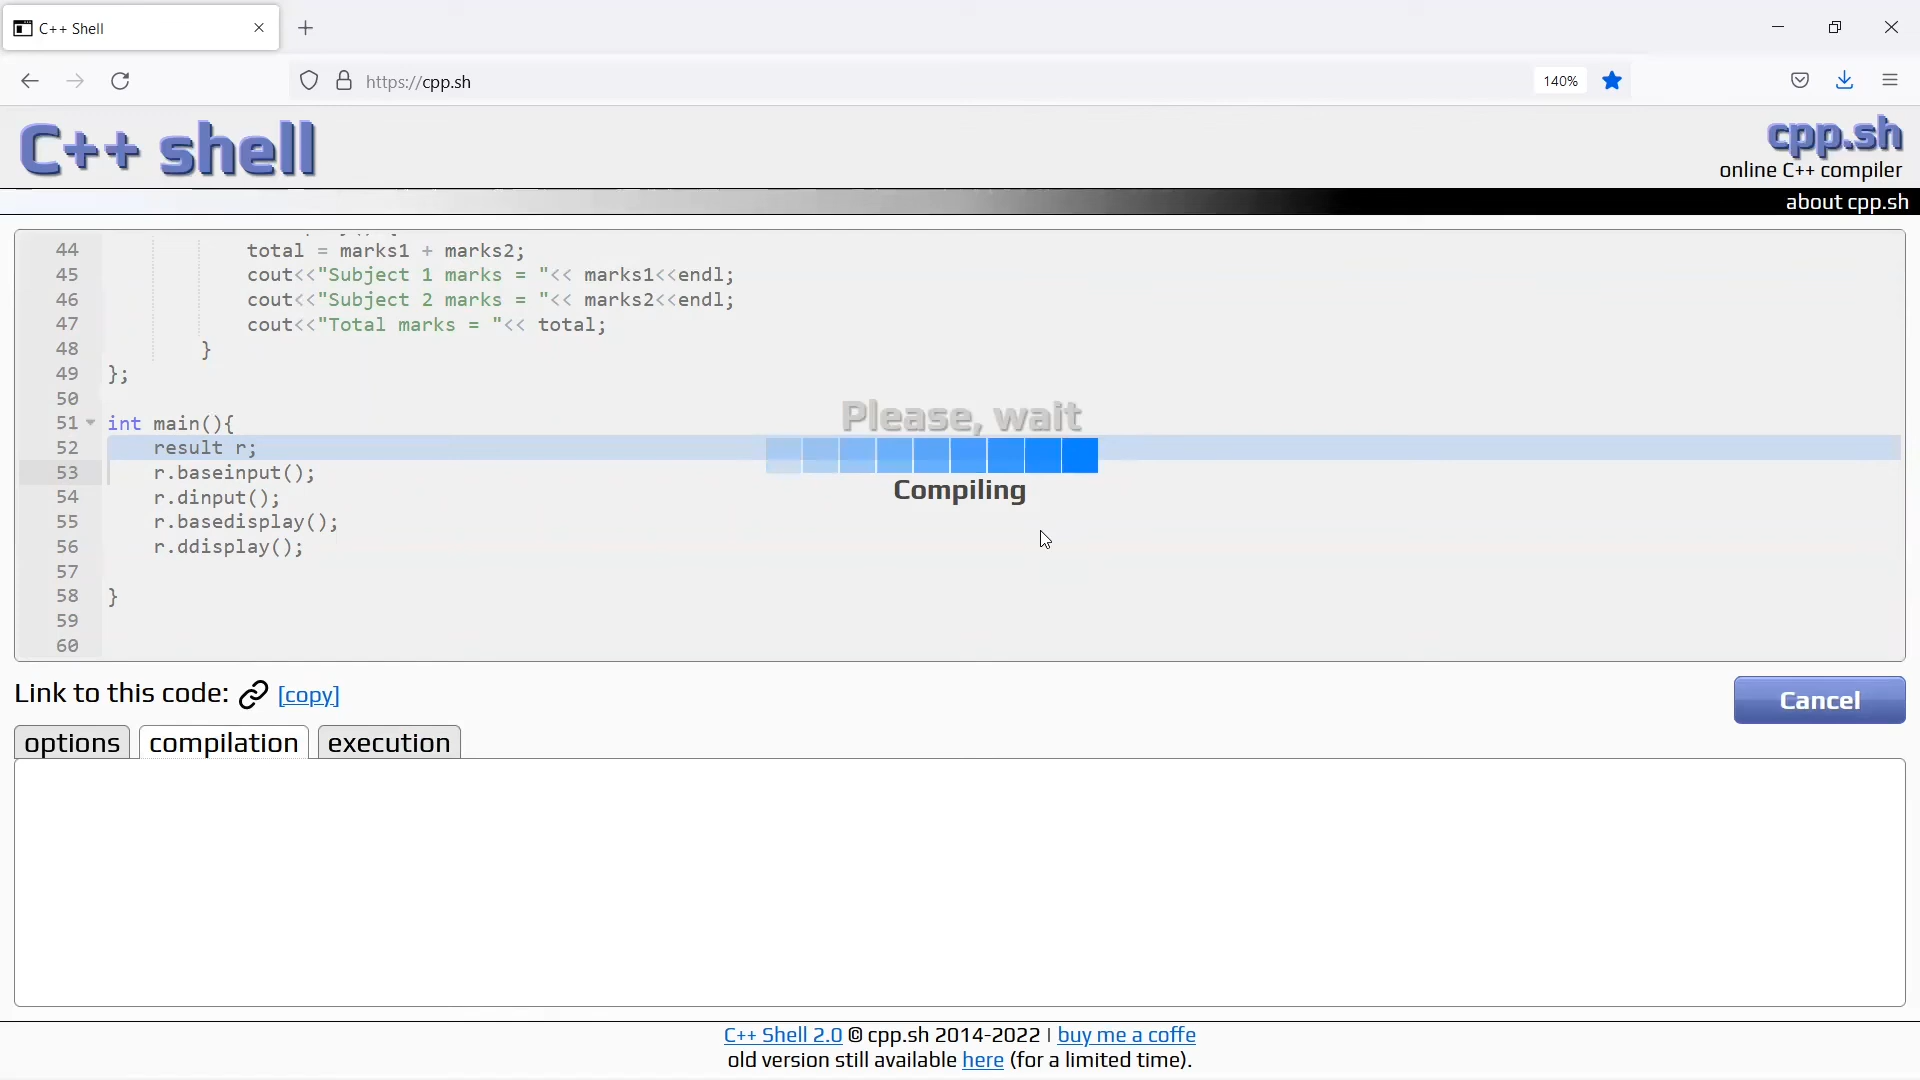 C++ Shell
https://cpp.sh
140%
C++ shell
cpp.sh
online C++ compiler
about cpp.sh
44 total = marks1 + marks2;
45 cout<<"Subject 1 marks = "<< marks1<<endl;
46 cout<<"Subject 2 marks = "<< marks2<<endl;
47 cout<<"Total marks = "<< total;
48 }
49 };
50
51 int main(){
52 result r;
53 r.baseinput();
54 r.dinput();
55 r.basedisplay();
56 r.ddisplay();
57
58 }
59
60
Please, wait
Compiling
Link to this code: [copy]
Cancel
options compilation execution
C++ Shell 2.0 © cpp.sh 2014-2022 | buy me a coffe
old version still available here (for a limited time).